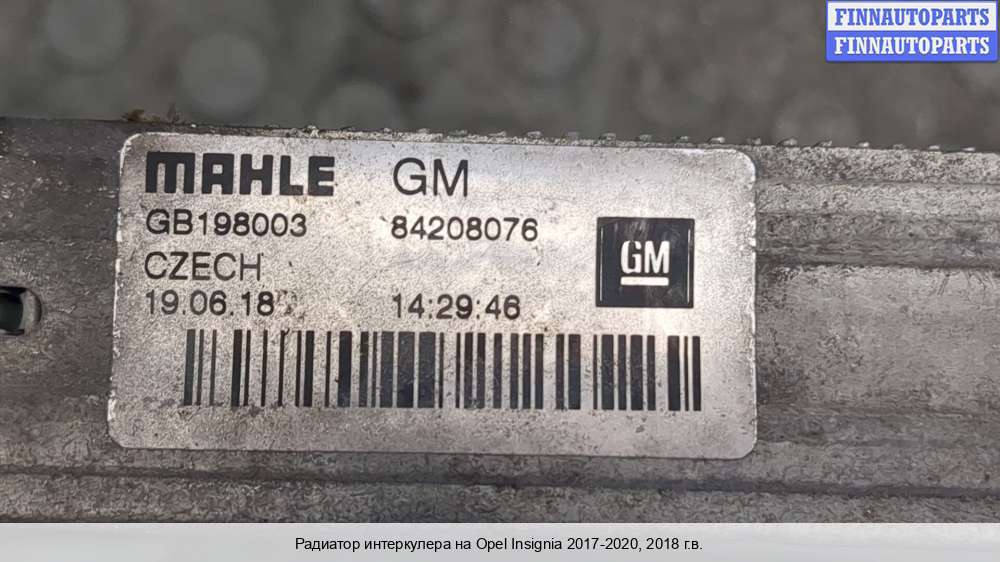 FINNAUTOPARTS
FINNAUTOPARTS
MAHLE GM
GB198003 84208076
CZECH
GM
19.06.18 14:29:46
Радиатор интеркулера на Opel Insignia 2017-2020, 2018 г.в.